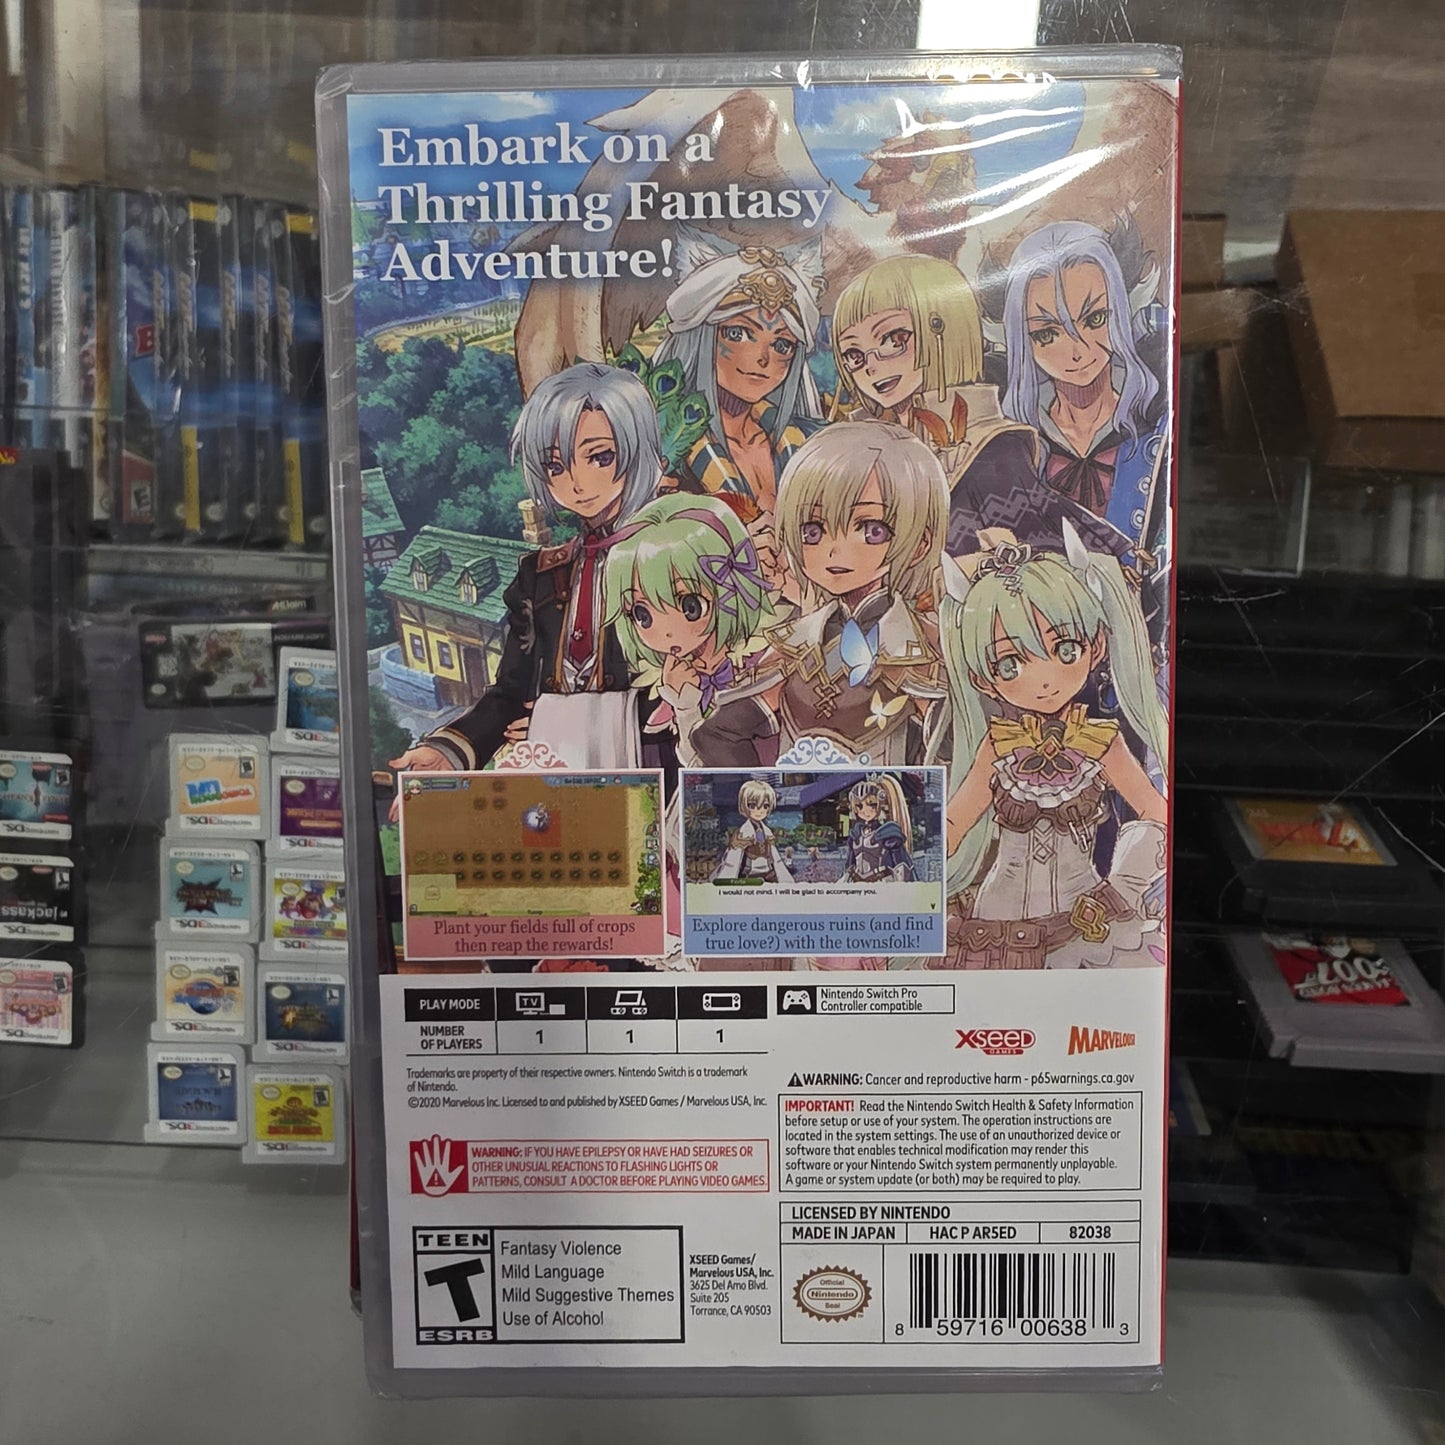 Embark on a
Thrilling Fantasy
Adventure!
I would not mind. I will be glad to accompany you.
Plant your fields full of crops
then reap the rewards!
Explore dangerous ruins (and find
true love?) with the townsfolk!
PLAY MODE
TV
NUMBER
OF PLAYERS
1
1
1
Nintendo Switch Pro
Controller compatible
XSEED
GAMES
MARVELOUS!
Trademarks are property of their respective owners. Nintendo Switch is a trademark
of Nintendo.
©2020 Marvelous Inc. Licensed to and published by XSEED Games / Marvelous USA, Inc.
WARNING: Cancer and reproductive harm - p65warnings.ca.gov
IMPORTANT! Read the Nintendo Switch Health & Safety Information
before setup or use of your system. The operation instructions are
located in the system settings. The use of an unauthorized device or
software that enables technical modification may render this
software or your Nintendo Switch system permanently unplayable.
A game or system update (or both) may be required to play.
WARNING: IF YOU HAVE EPILEPSY OR HAVE HAD SEIZURES OR
OTHER UNUSUAL REACTIONS TO FLASHING LIGHTS OR
PATTERNS, CONSULT A DOCTOR BEFORE PLAYING VIDEO GAMES.
LICENSED BY NINTENDO
MADE IN JAPAN
HAC P AR5ED
82038
TEEN
T
ESRB
Fantasy Violence
Mild Language
Mild Suggestive Themes
Use of Alcohol
XSEED Games/
Marvelous USA, Inc.
3625 Del Amo Blvd.
Suite 205
Torrance, CA 90503
Official
Nintendo
Seal
8 59716 00638 3
jackass
3DS
007